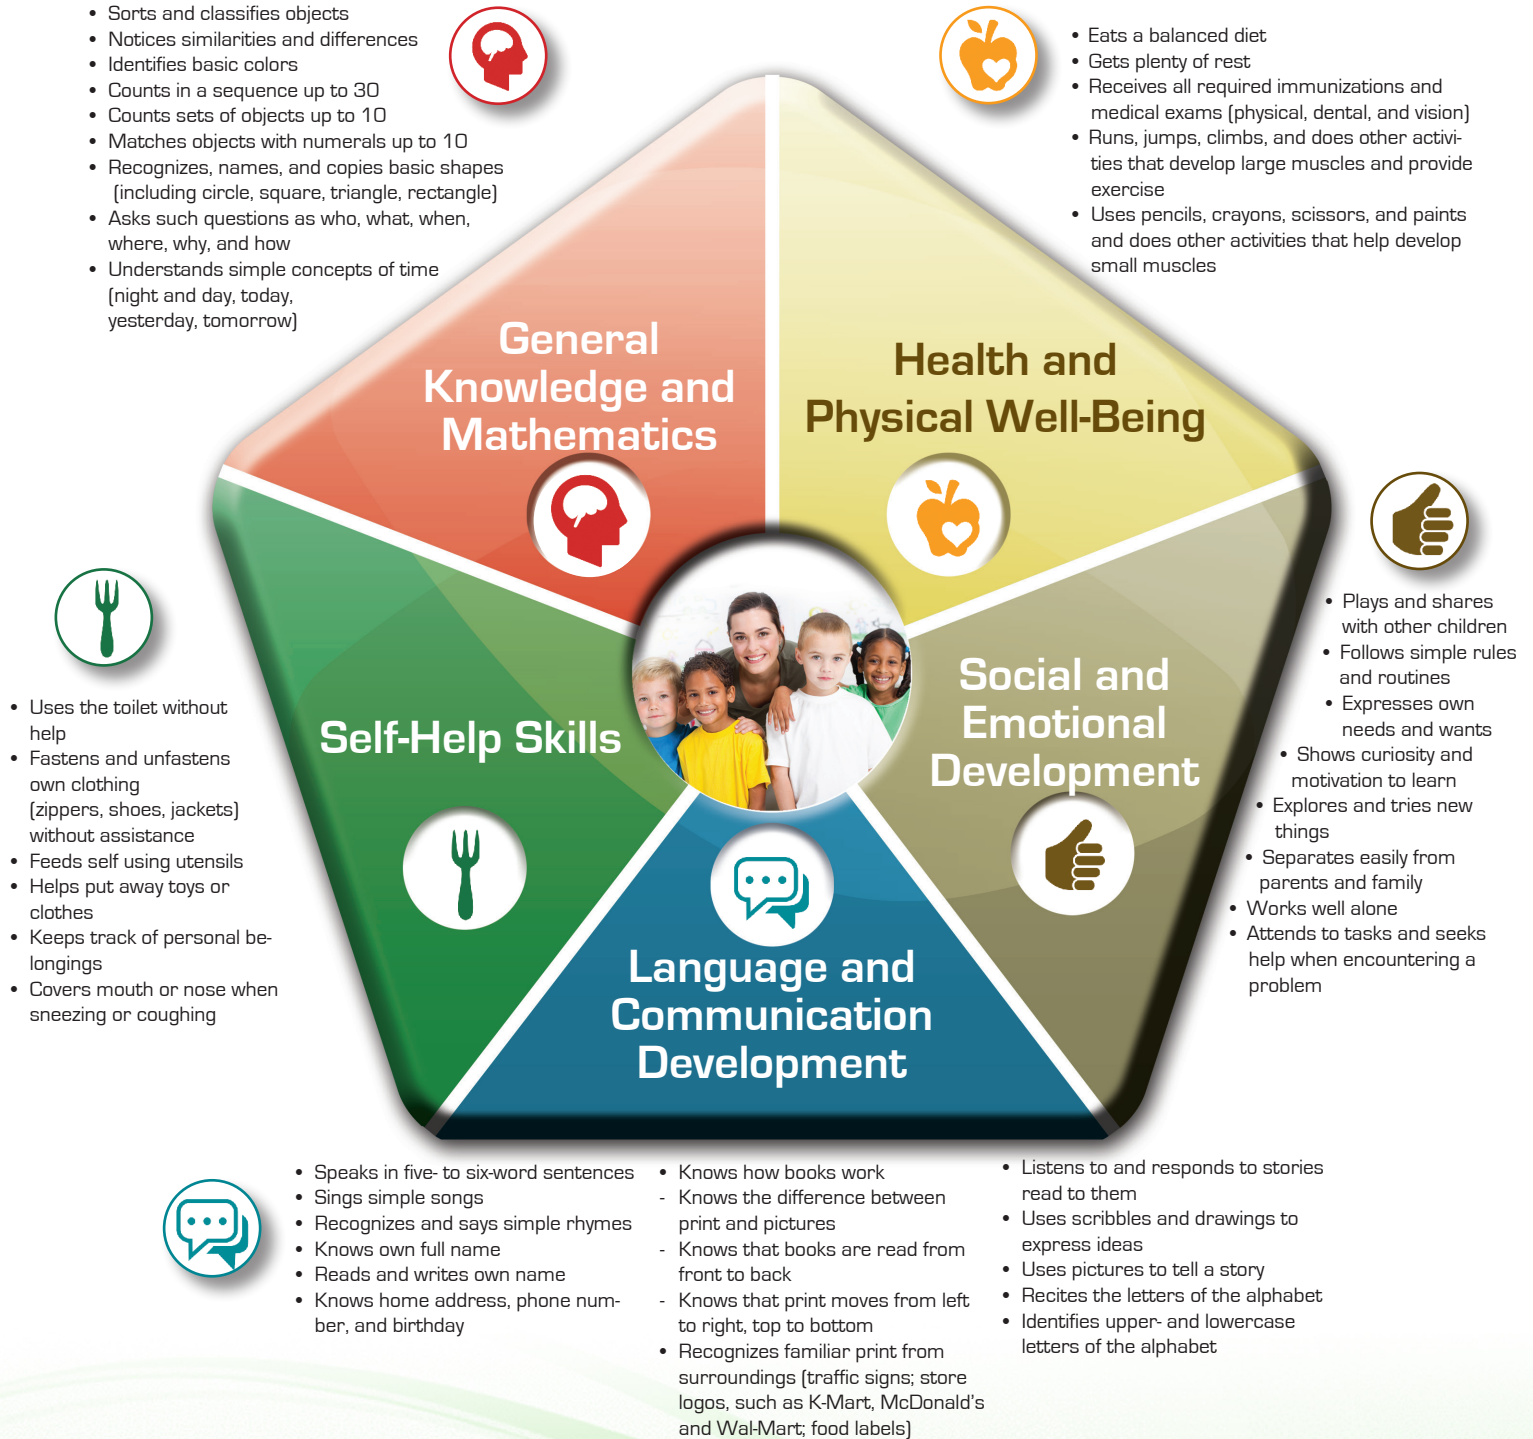 • Sorts and classifies objects
• Notices similarities and differences
• Identifies basic colors
• Counts in a sequence up to 30
• Counts sets of objects up to 10
• Matches objects with numerals up to 10
• Recognizes, names, and copies basic shapes
(including circle, square, triangle, rectangle)
• Asks such questions as who, what, when,
where, why, and how
• Understands simple concepts of time
(night and day, today,
yesterday, tomorrow)
• Eats a balanced diet
• Gets plenty of rest
• Receives all required immunizations and
medical exams (physical, dental, and vision)
• Runs, jumps, climbs, and does other activi-
ties that develop large muscles and provide
exercise
• Uses pencils, crayons, scissors, and paints
and does other activities that help develop
small muscles
General
Knowledge and
Mathematics
Health and
Physical Well-Being
Self-Help Skills
Social and
Emotional
Development
Language and
Communication
Development
• Uses the toilet without
help
• Fastens and unfastens
own clothing
(zippers, shoes, jackets)
without assistance
• Feeds self using utensils
• Helps put away toys or
clothes
• Keeps track of personal be-
longings
• Covers mouth or nose when
sneezing or coughing
• Plays and shares
with other children
• Follows simple rules
and routines
• Expresses own
needs and wants
• Shows curiosity and
motivation to learn
• Explores and tries new
things
• Separates easily from
parents and family
• Works well alone
• Attends to tasks and seeks
help when encountering a
problem
• Speaks in five- to six-word sentences
• Sings simple songs
• Recognizes and says simple rhymes
• Knows own full name
• Reads and writes own name
• Knows home address, phone num-
ber, and birthday
• Knows how books work
- Knows the difference between
print and pictures
- Knows that books are read from
front to back
- Knows that print moves from left
to right, top to bottom
• Recognizes familiar print from
surroundings (traffic signs; store
logos, such as K-Mart, McDonald's
and Wal-Mart; food labels)
• Listens to and responds to stories
read to them
• Uses scribbles and drawings to
express ideas
• Uses pictures to tell a story
• Recites the letters of the alphabet
• Identifies upper- and lowercase
letters of the alphabet